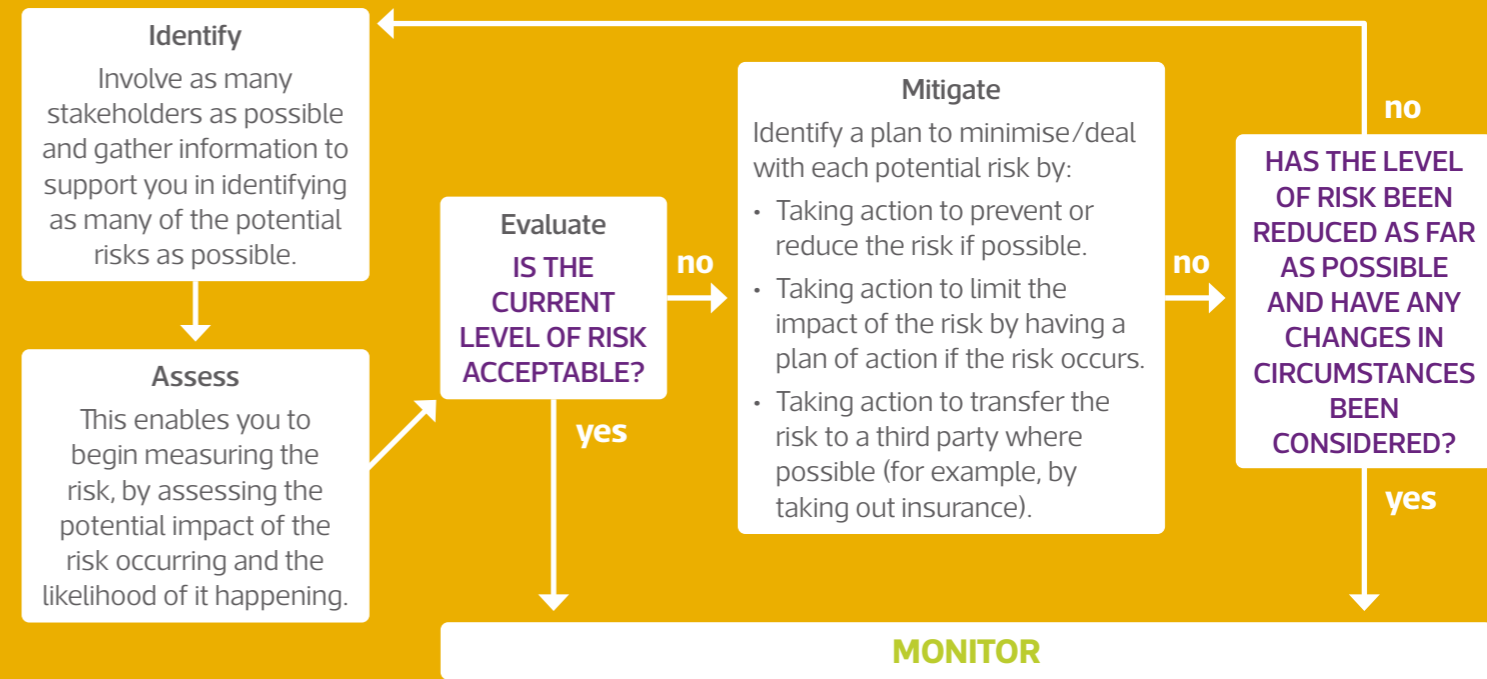 Identify
Involve as many
stakeholders as possible
and gather information to
support you in identifying
as many of the potential
risks as possible.
Assess
This enables you to
begin measuring the
risk, by assessing the
potential impact of the
risk occurring and the
likelihood of it happening.
Evaluate
IS THE
CURRENT
LEVEL OF RISK
ACCEPTABLE?
no
yes
Mitigate
Identify a plan to minimise/deal
with each potential risk by:
• Taking action to prevent or
reduce the risk if possible.
• Taking action to limit the
impact of the risk by having a
plan of action if the risk occurs.
• Taking action to transfer the
risk to a third party where
possible (for example, by
taking out insurance).
no
no
HAS THE LEVEL
OF RISK BEEN
REDUCED AS FAR
AS POSSIBLE
AND HAVE ANY
CHANGES IN
CIRCUMSTANCES
BEEN
CONSIDERED?
yes
MONITOR